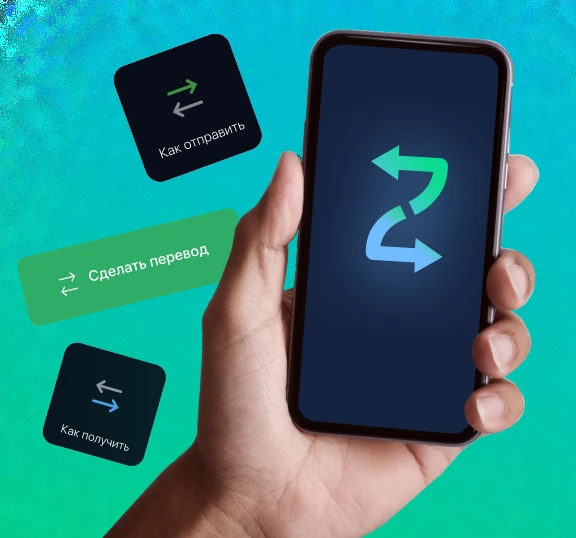 Как отправить
Сделать перевод
Как получить